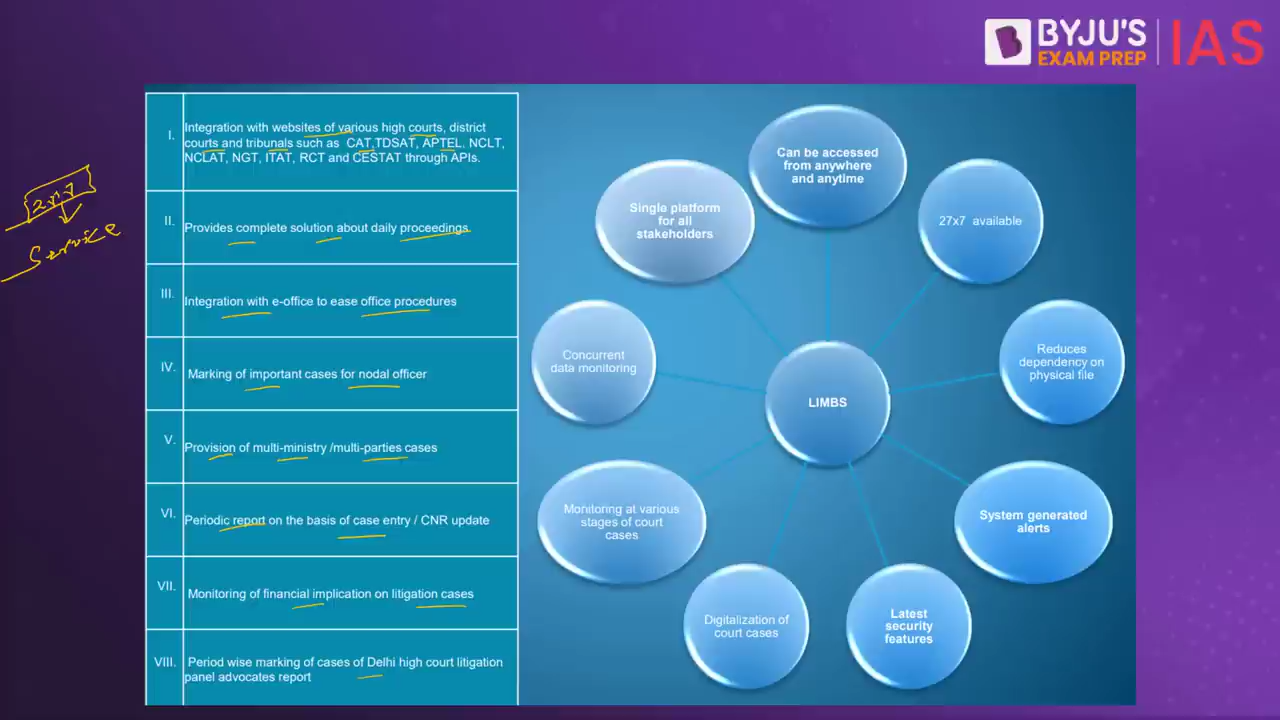 BYJU'S
EXAM PREP
IAS
I.
Integration with websites of various high courts, district
courts and tribunals such as CAT,TDSAT, APTEL, NCLT,
NCLAT, NGT, ITAT, RCT and CESTAT through APIs.
II.
Provides complete solution about daily proceedings
III.
Integration with e-office to ease office procedures
IV.
Marking of important cases for nodal officer
V.
Provision of multi-ministry /multi-parties cases
VI.
Periodic report on the basis of case entry / CNR update
VII.
Monitoring of financial implication on litigation cases
VIII.
Period wise marking of cases of Delhi high court litigation
panel advocates report
Service
LIMBS
Can be accessed
from anywhere
and anytime
27x7 available
Reduces
dependency on
physical file
System generated
alerts
Latest
security
features
Digitalization of
court cases
Monitoring at various
stages of court
cases
Concurrent
data monitoring
Single platform
for all
stakeholders